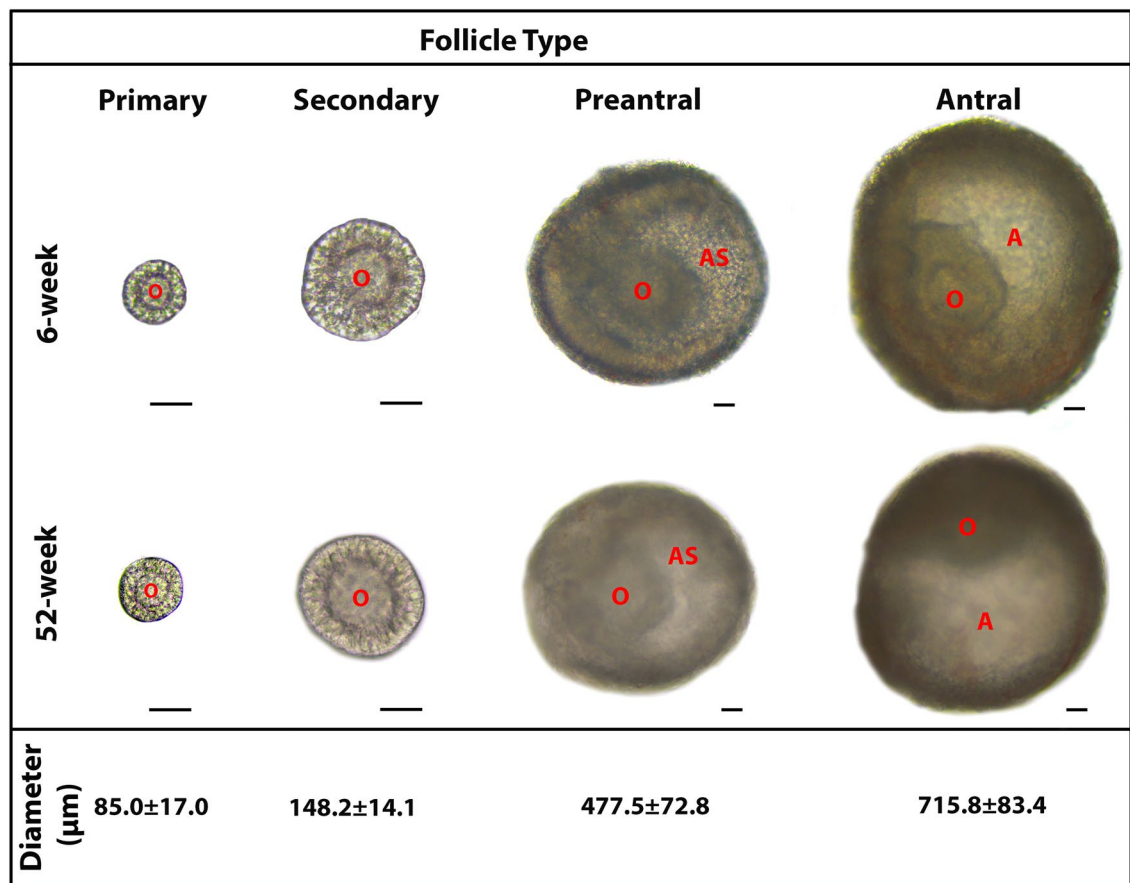 Follicle Type
Primary Secondary Preantral Antral
6-week
O O O AS O A
52-week
O O O AS O A
Diameter
(µm)
85.0±17.0 148.2±14.1 477.5±72.8 715.8±83.4